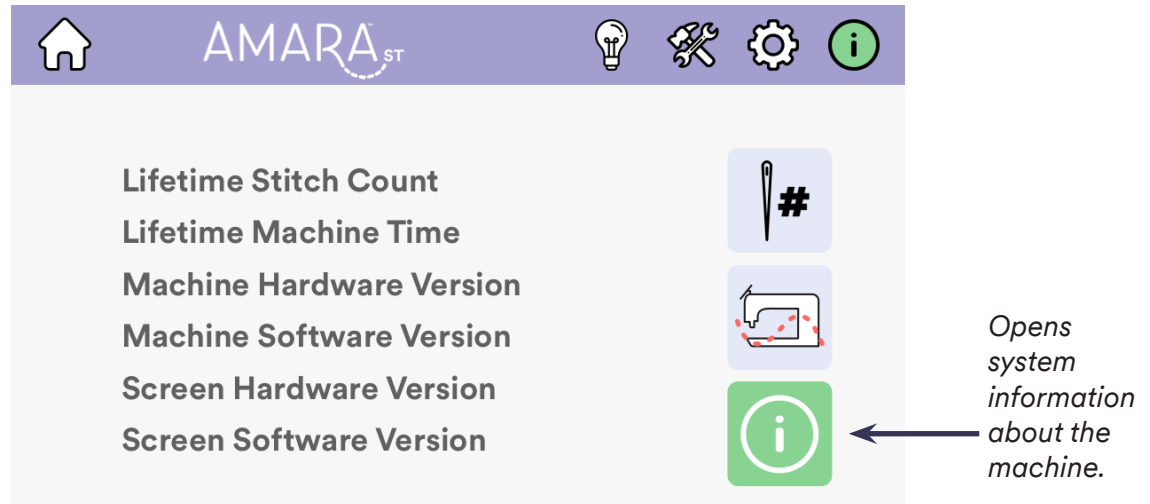 AMARA™ ST
Lifetime Stitch Count
Lifetime Machine Time
Machine Hardware Version
Machine Software Version
Screen Hardware Version
Screen Software Version
#
i
i
Opens
system
information
about the
machine.